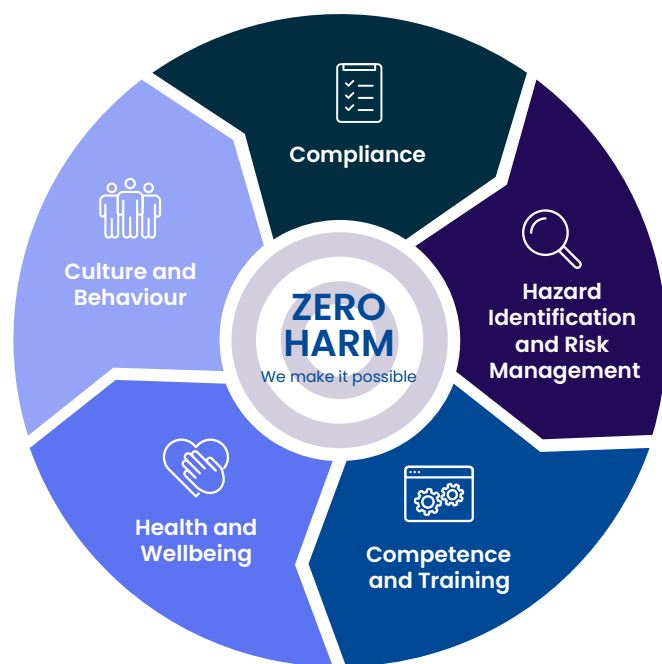 Compliance
Hazard
Identification
and Risk
Management
Competence
and Training
Health and
Wellbeing
Culture and
Behaviour
ZERO
HARM
We make it possible